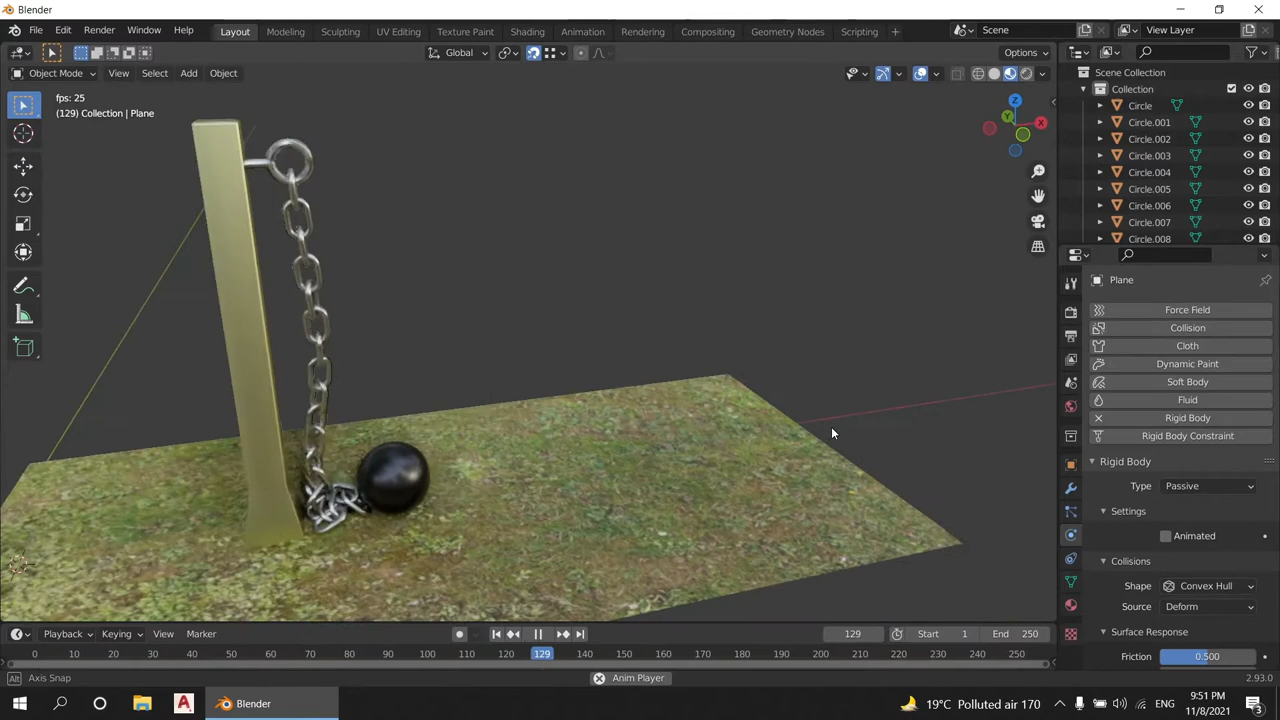 Blender
File Edit Render Window Help Layout Modeling Sculpting UV Editing Texture Paint Shading Animation Rendering Compositing Geometry Nodes Scripting + Scene View Layer
Global Options
Object Mode View Select Add Object
fps: 25
(129) Collection | Plane
Z
Y
X
Scene Collection
Collection
Circle
Circle.001
Circle.002
Circle.003
Circle.004
Circle.005
Circle.006
Circle.007
Circle.008
Plane
Force Field
Collision
Cloth
Dynamic Paint
Soft Body
Fluid
Rigid Body
Rigid Body Constraint
Rigid Body
Type Passive
Settings
Animated
Collisions
Shape Convex Hull
Source Deform
Surface Response
Friction 0.500
Playback Keying View Marker 129 Start 1 End 250
0 10 20 30 40 50 60 70 80 90 100 110 120 129 140 150 160 170 180 190 200 210 220 230 240 250
Alt Axis Snap Anim Player 2.93.0
A Blender 19°C Polluted air 170 ENG 9:51 PM
11/8/2021 3